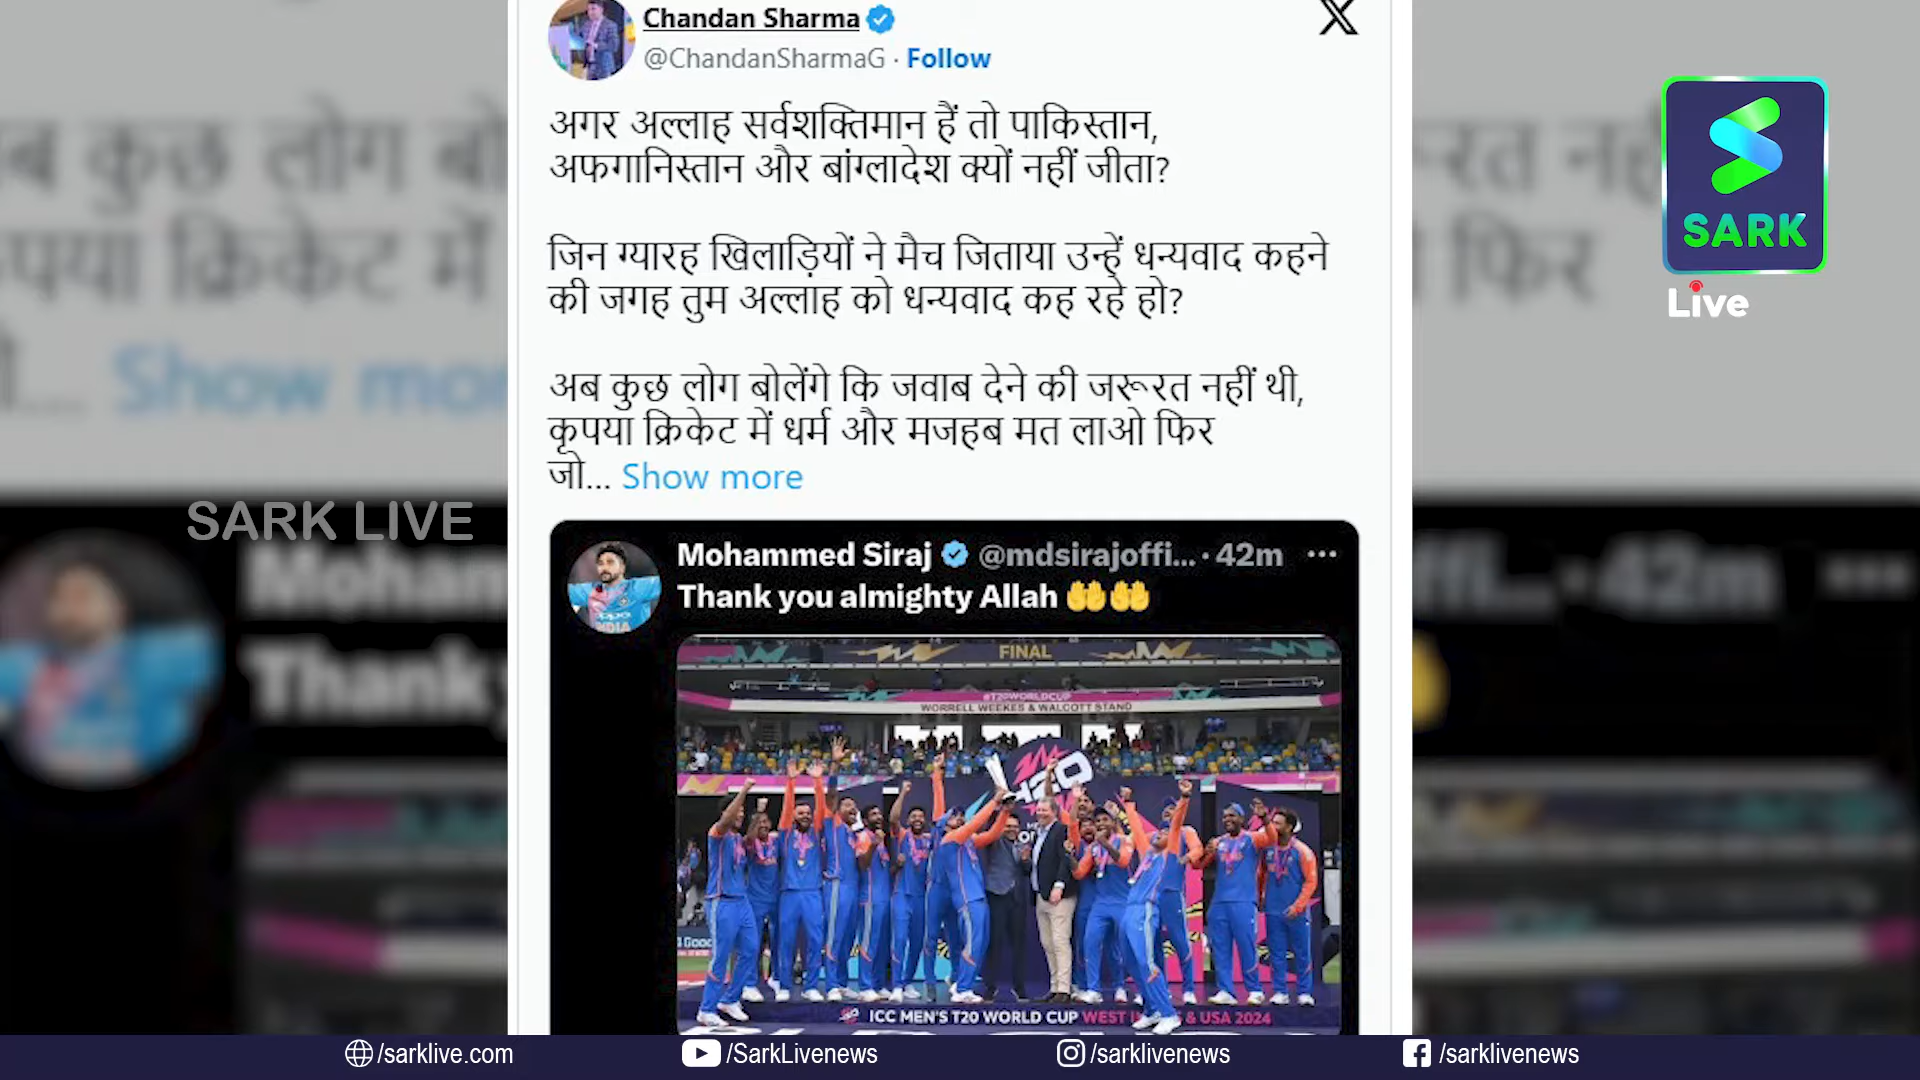 Chandan Sharma
@ChandanSharmaG · Follow
अगर अल्लाह सर्वशक्तिमान हैं तो पाकिस्तान,
अफगानिस्तान और बांग्लादेश क्यों नहीं जीता?
जिन ग्यारह खिलाड़ियों ने मैच जिताया उन्हें धन्यवाद कहने
की जगह तुम अल्लाह को धन्यवाद कह रहे हो?
अब कुछ लोग बोलेंगे कि जवाब देने की जरूरत नहीं थी,
कृपया क्रिकेट में धर्म और मजहब मत लाओ फिर
जो... Show more
Mohammed Siraj @mdsirajoffi... · 42m
Thank you almighty Allah
FINAL
#T20WORLDCUP
WORRELL WEEKES & WALCOTT STAND
ICC MEN'S T20 WORLD CUP WEST & USA 2024
SARK
Live
SARK LIVE
/sarklive.com
/SarkLivenews
/sarklivenews
/sarklivenews